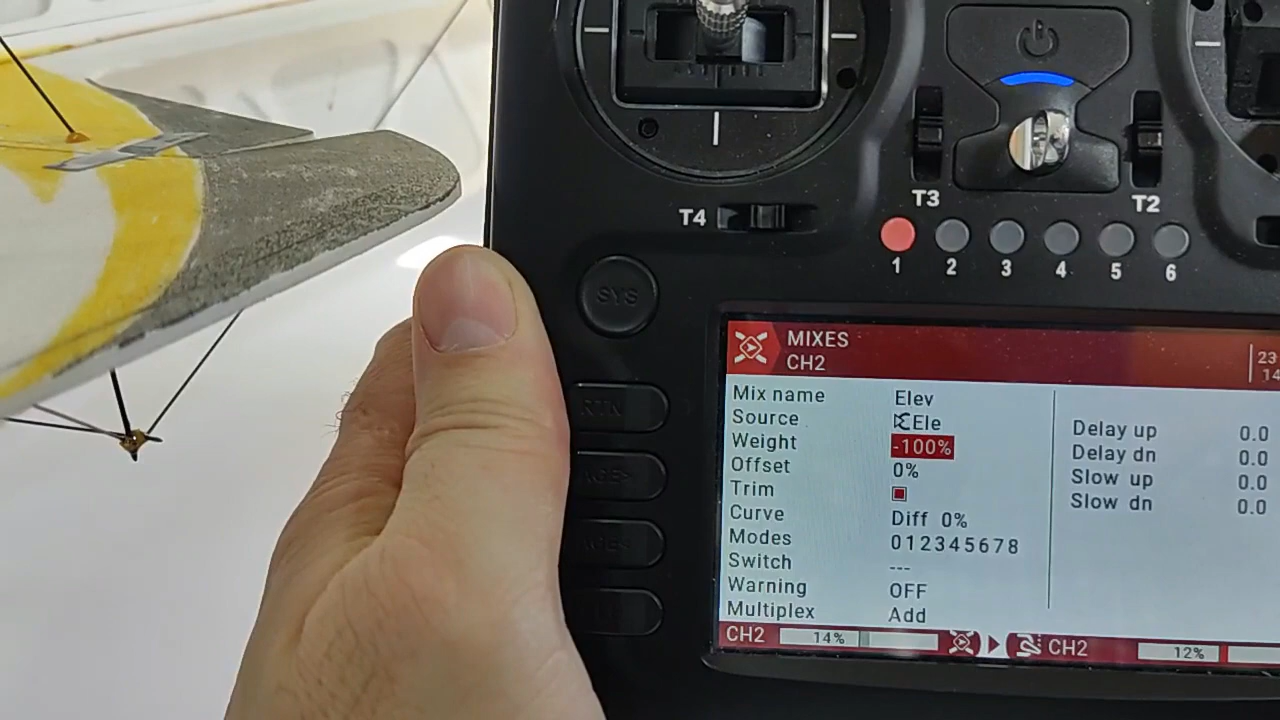 T3
T2
T4
1 2 3 4 5 6
SYS
MIXES
CH2
23
14
Mix name Elev
Source Ele
Weight -100%
Offset 0%
Trim
Curve Diff 0%
Modes 012345678
Switch ---
Warning OFF
Multiplex Add
Delay up 0.0
Delay dn 0.0
Slow up 0.0
Slow dn 0.0
CH2 14% CH2 12%